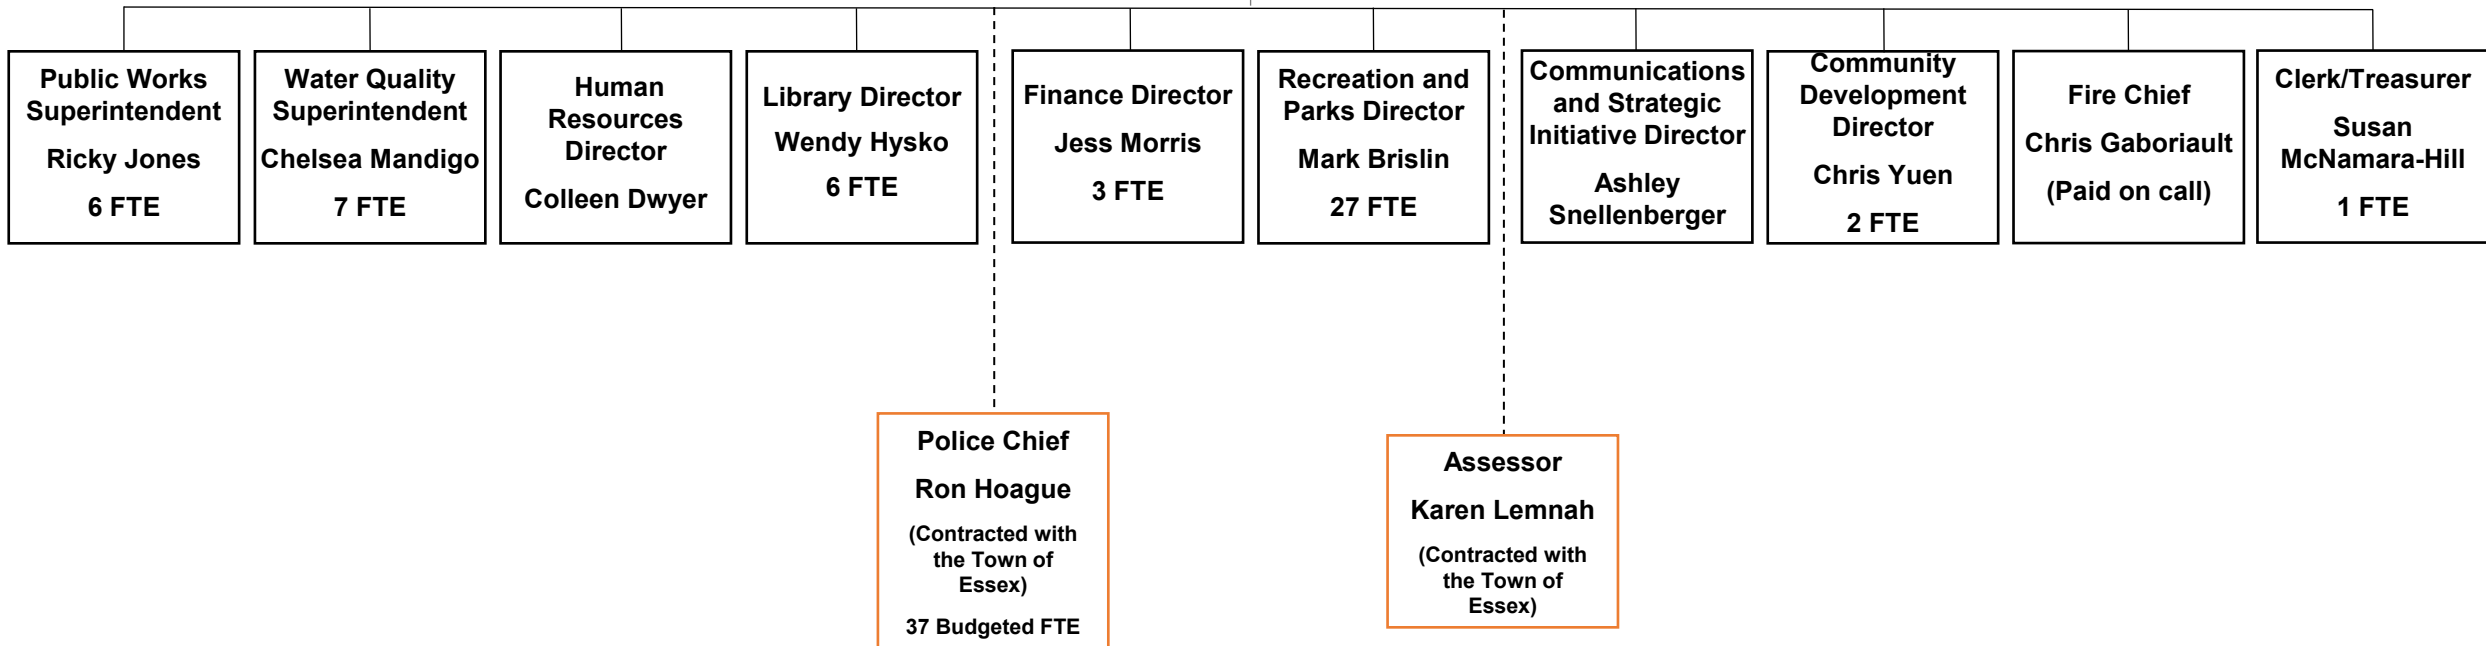 Public Works
Superintendent
Ricky Jones
6 FTE
Water Quality
Superintendent
Chelsea Mandigo
7 FTE
Human
Resources
Director
Colleen Dwyer
Library Director
Wendy Hysko
6 FTE
Finance Director
Jess Morris
3 FTE
Recreation and
Parks Director
Mark Brislin
27 FTE
Communications
and Strategic
Initiative Director
Ashley
Snellenberger
Community
Development
Director
Chris Yuen
2 FTE
Fire Chief
Chris Gaboriault
(Paid on call)
Clerk/Treasurer
Susan
McNamara-Hill
1 FTE
Police Chief
Ron Hoague
(Contracted with
the Town of
Essex)
37 Budgeted FTE
Assessor
Karen Lemnah
(Contracted with
the Town of
Essex)